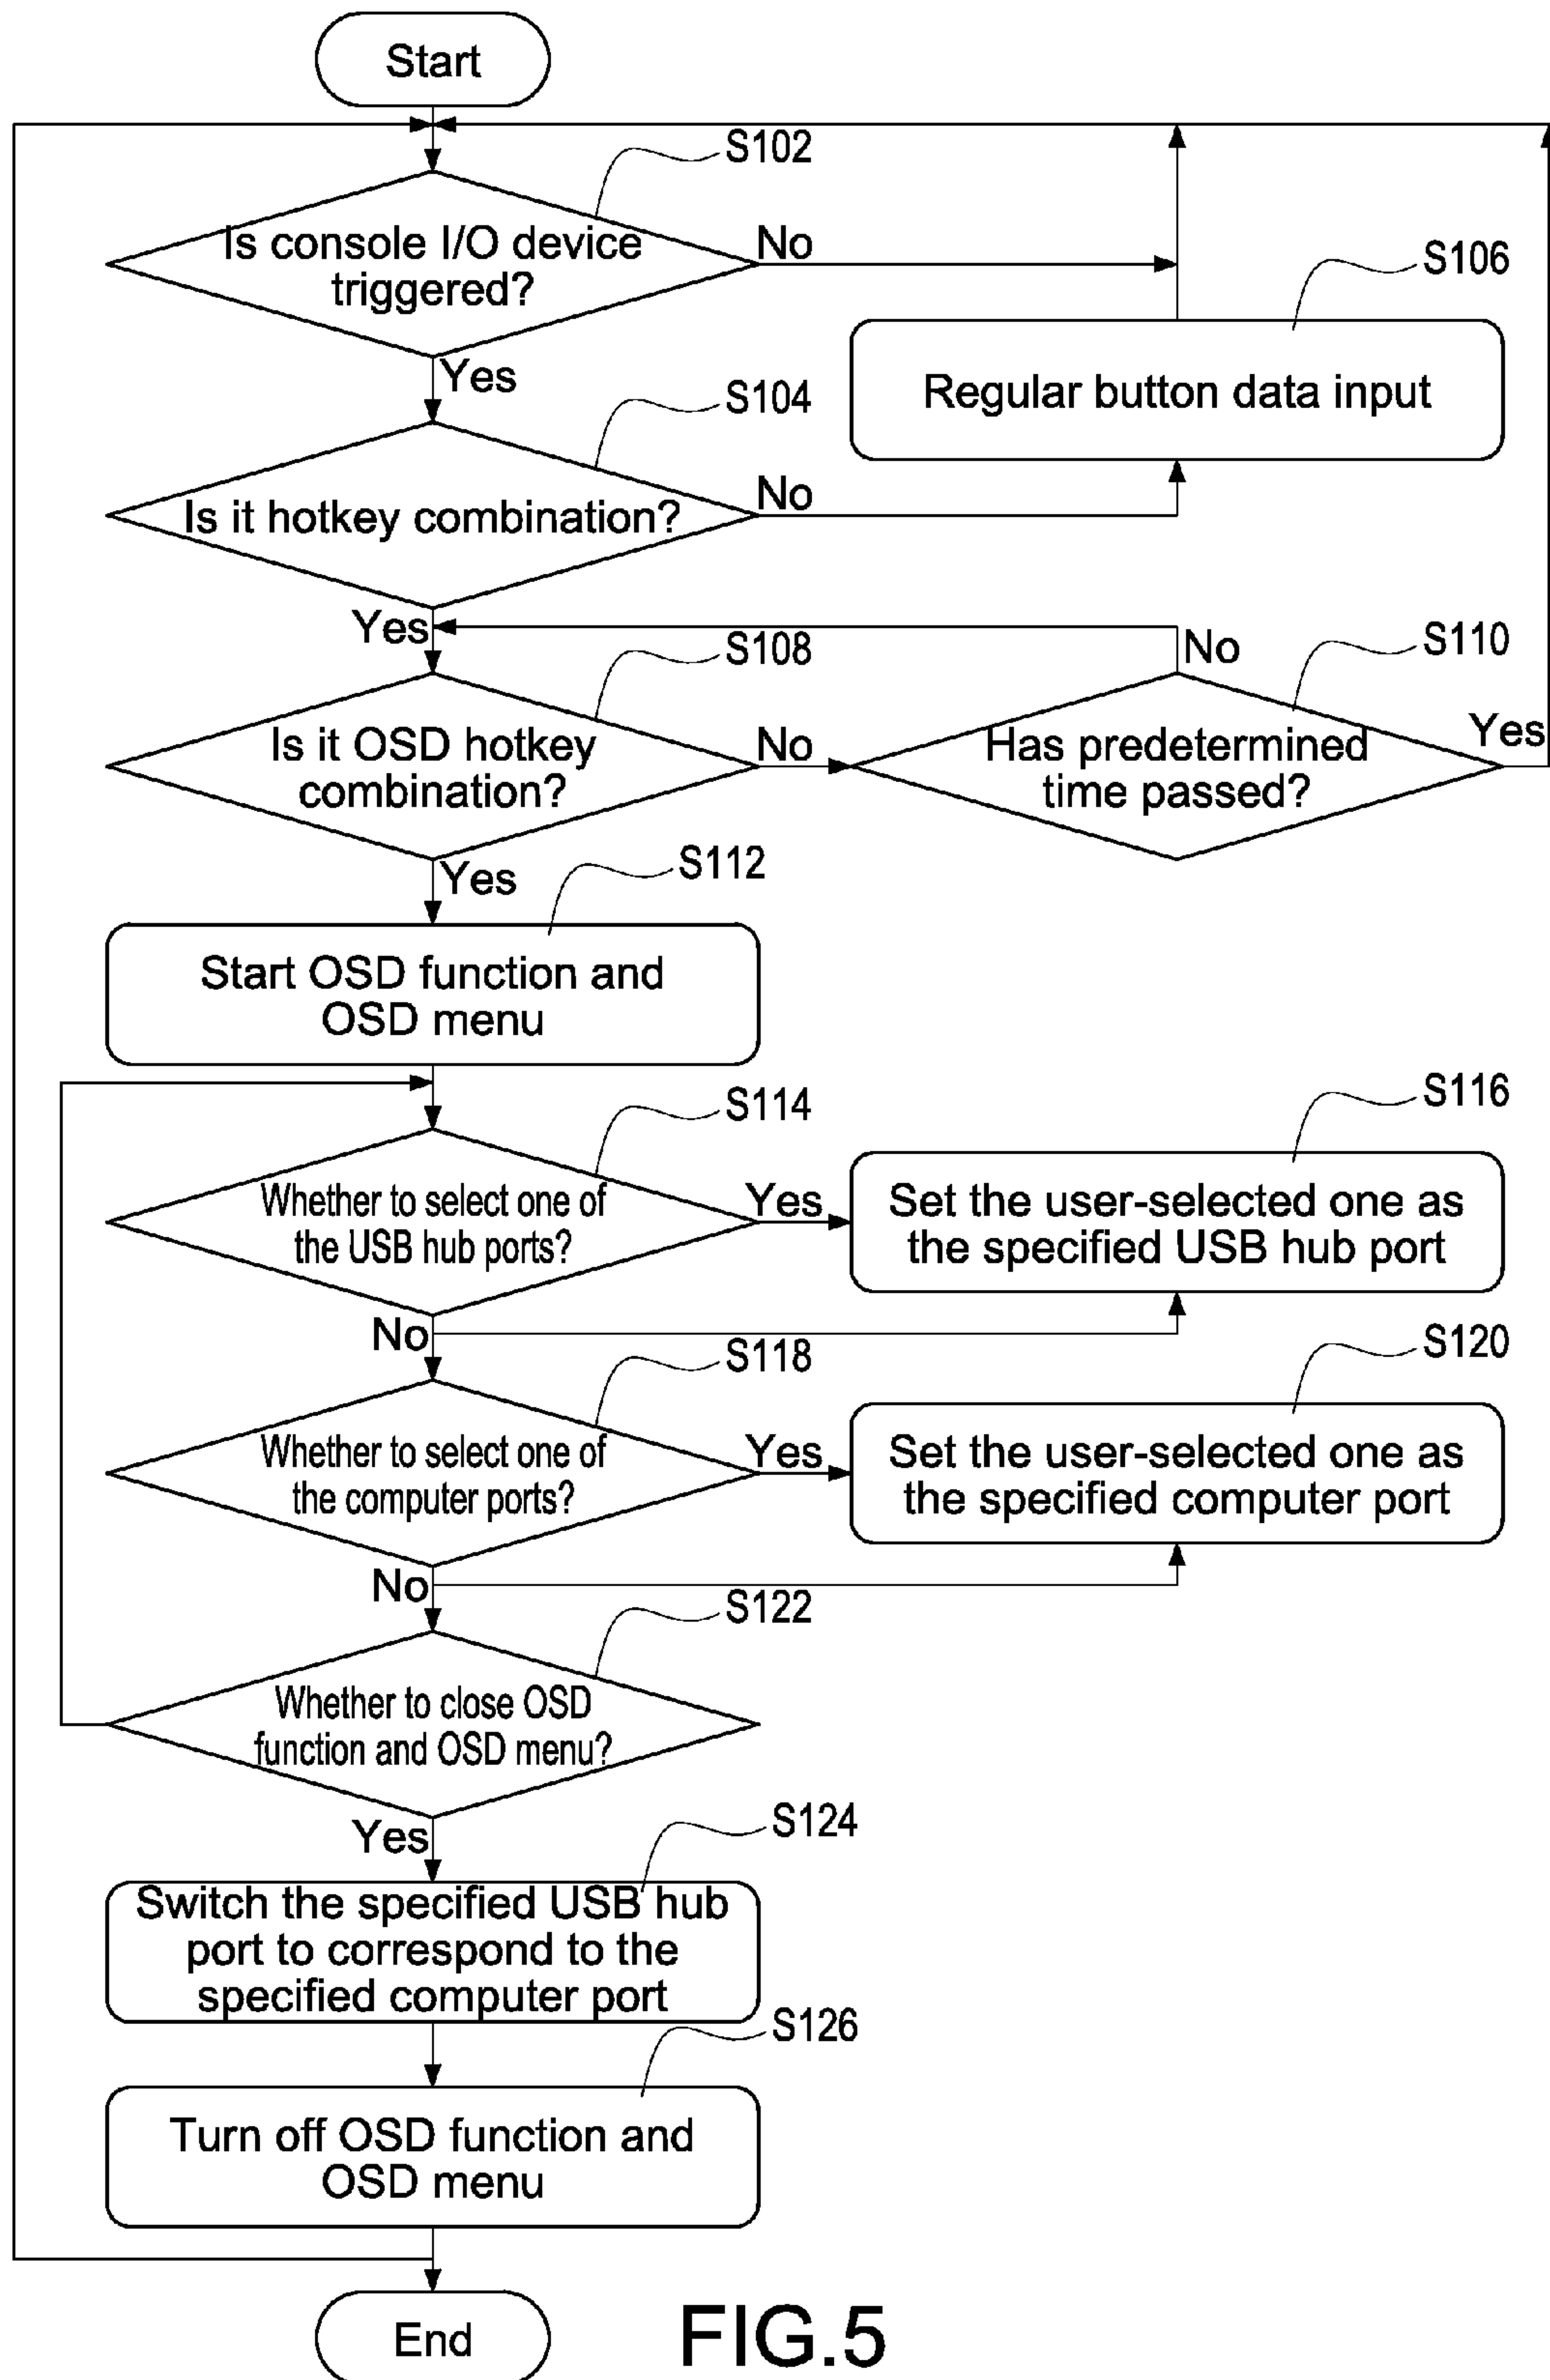 Start
S102
Is console I/O device
triggered?
No
Yes
S106
Regular button data input
S104
Is it hotkey combination?
No
Yes
S108
Is it OSD hotkey
combination?
No
Yes
S110
Has predetermined
time passed?
No
Yes
S112
Start OSD function and
OSD menu
S114
Whether to select one of
the USB hub ports?
Yes
No
S116
Set the user-selected one as
the specified USB hub port
S118
Whether to select one of
the computer ports?
Yes
No
S120
Set the user-selected one as
the specified computer port
S122
Whether to close OSD
function and OSD menu?
Yes
S124
Switch the specified USB hub
port to correspond to the
specified computer port
S126
Turn off OSD function and
OSD menu
End
FIG.5